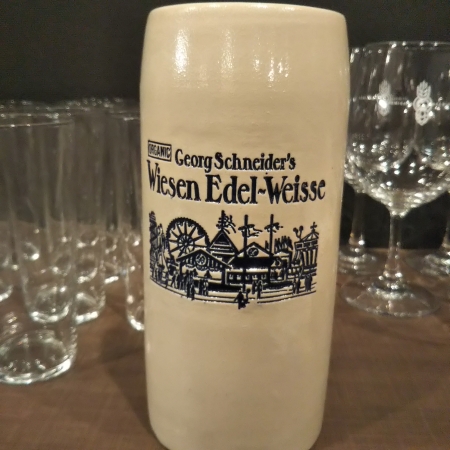 ORGANIC Georg Schneider's
Wiesen Edel-Weisse